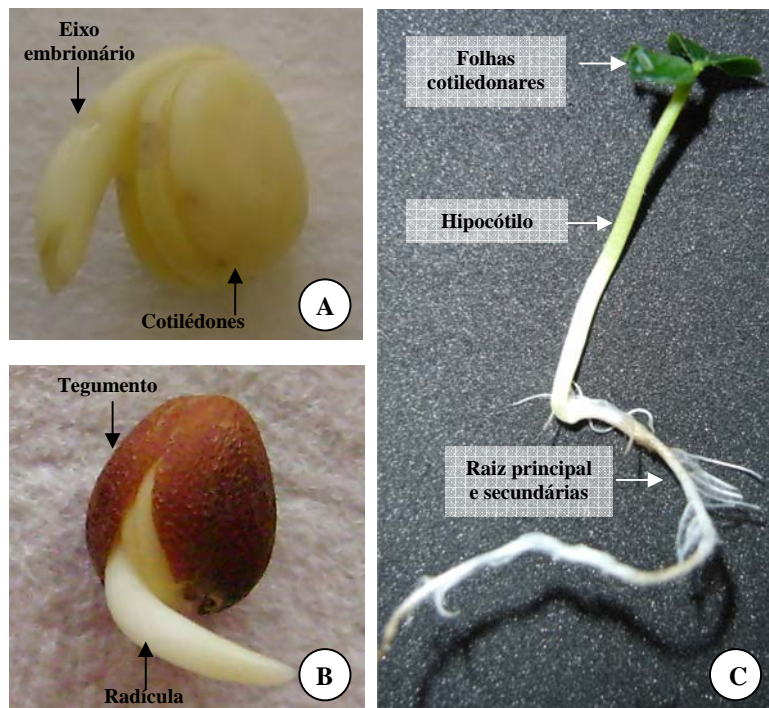 Eixo
embrionário
Cotilédones
A
Tegumento
Radícula
B
Folhas
cotiledonares
Hipocótilo
Raiz principal
e secundárias
C